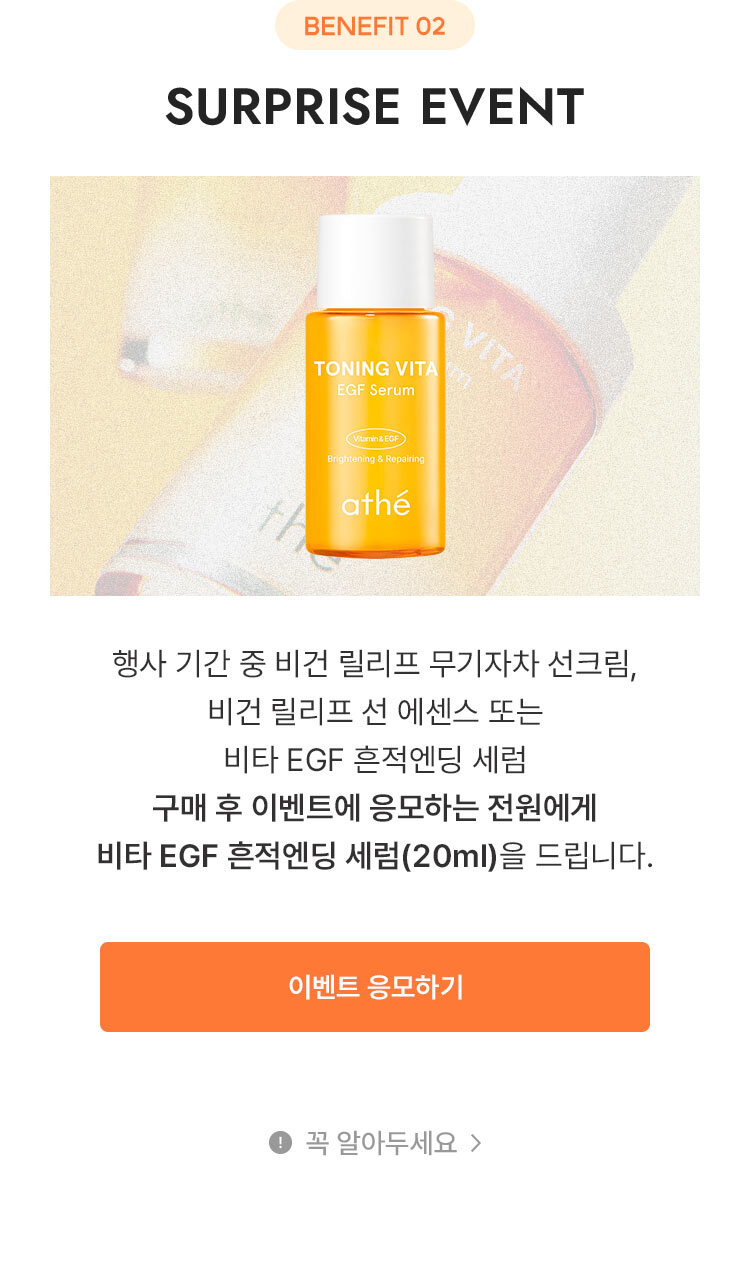 BENEFIT 02
SURPRISE EVENT
TONING VITA
EGF Serum
Vitamin & EGF
Brightening & Repairing
athé
G VITA
um
thé
행사 기간 중 비건 릴리프 무기자차 선크림,
비건 릴리프 선 에센스 또는
비타 EGF 흔적엔딩 세럼
구매 후 이벤트에 응모하는 전원에게
비타 EGF 흔적엔딩 세럼(20ml)을 드립니다.
이벤트 응모하기
! 꼭 알아두세요 >